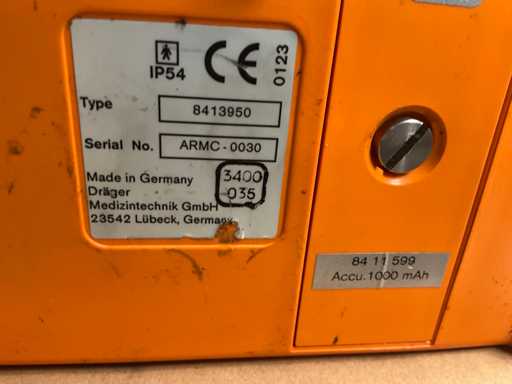 IP54
CE 0123
Type 8413950
Serial No. ARMC-0030
Made in Germany
Dräger
Medizintechnik GmbH
23542 Lübeck, Germany
3400
035
84 11 599
Accu.1000 mAh